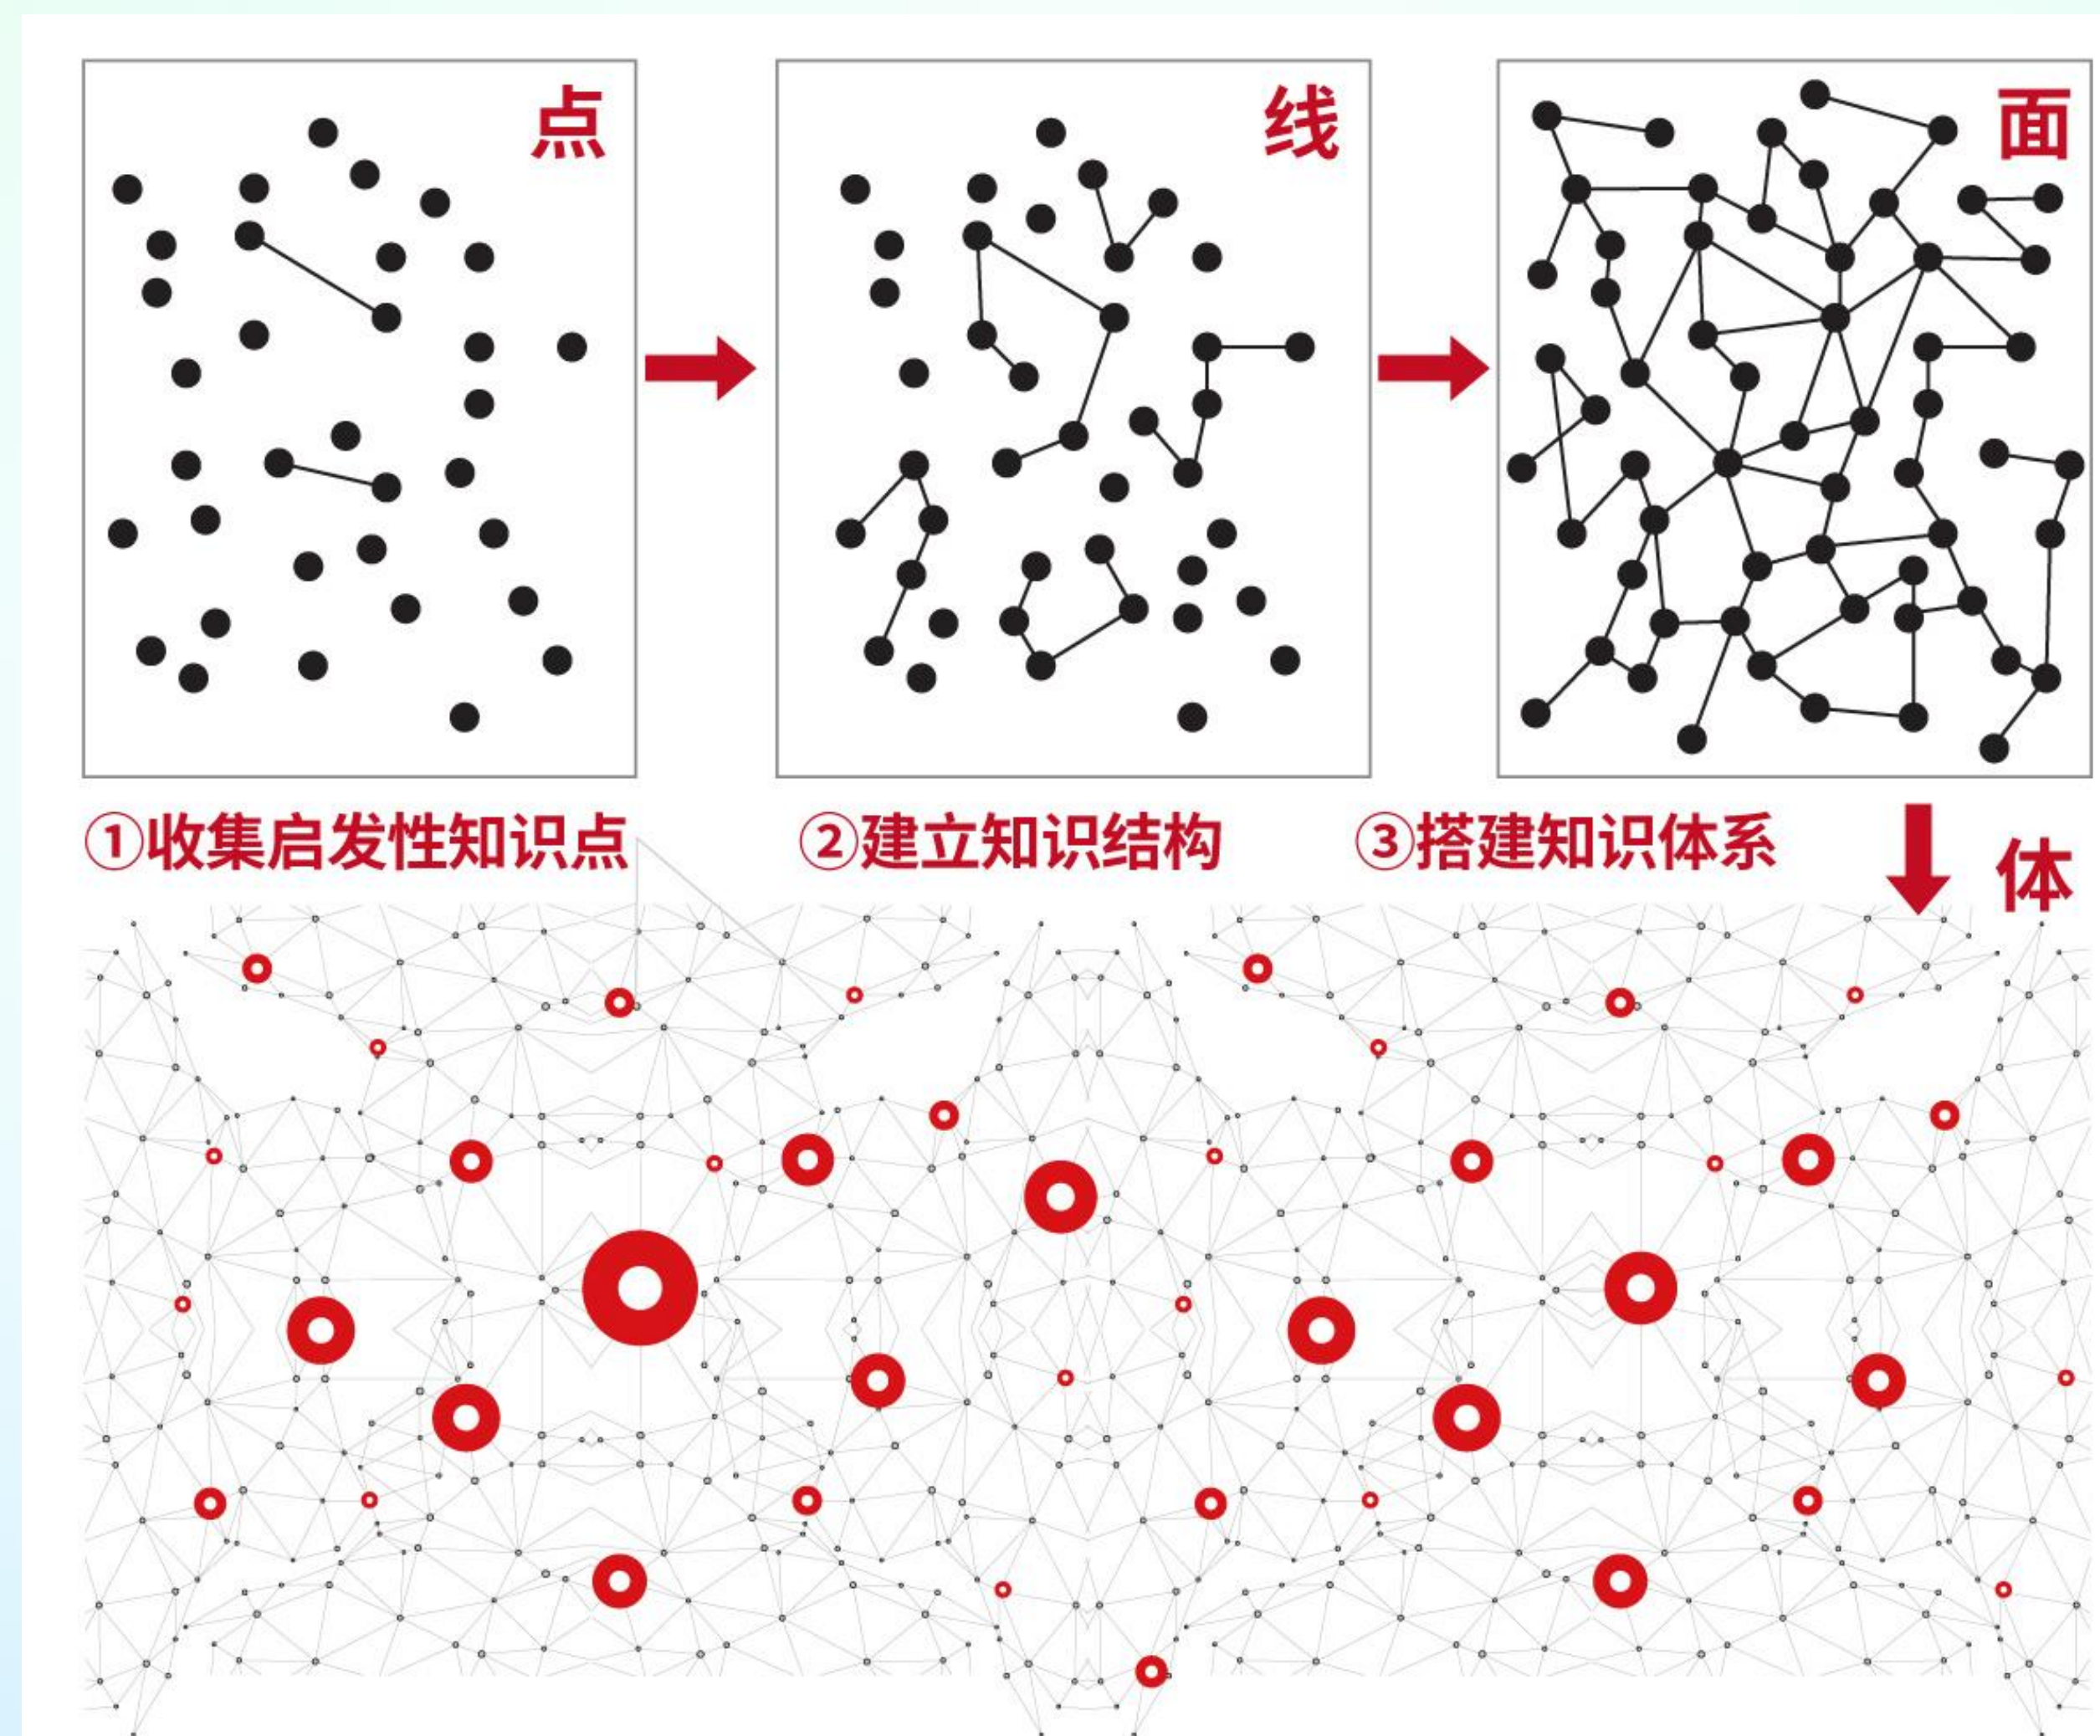 点
线
面
①收集启发性知识点
②建立知识结构
③搭建知识体系
体